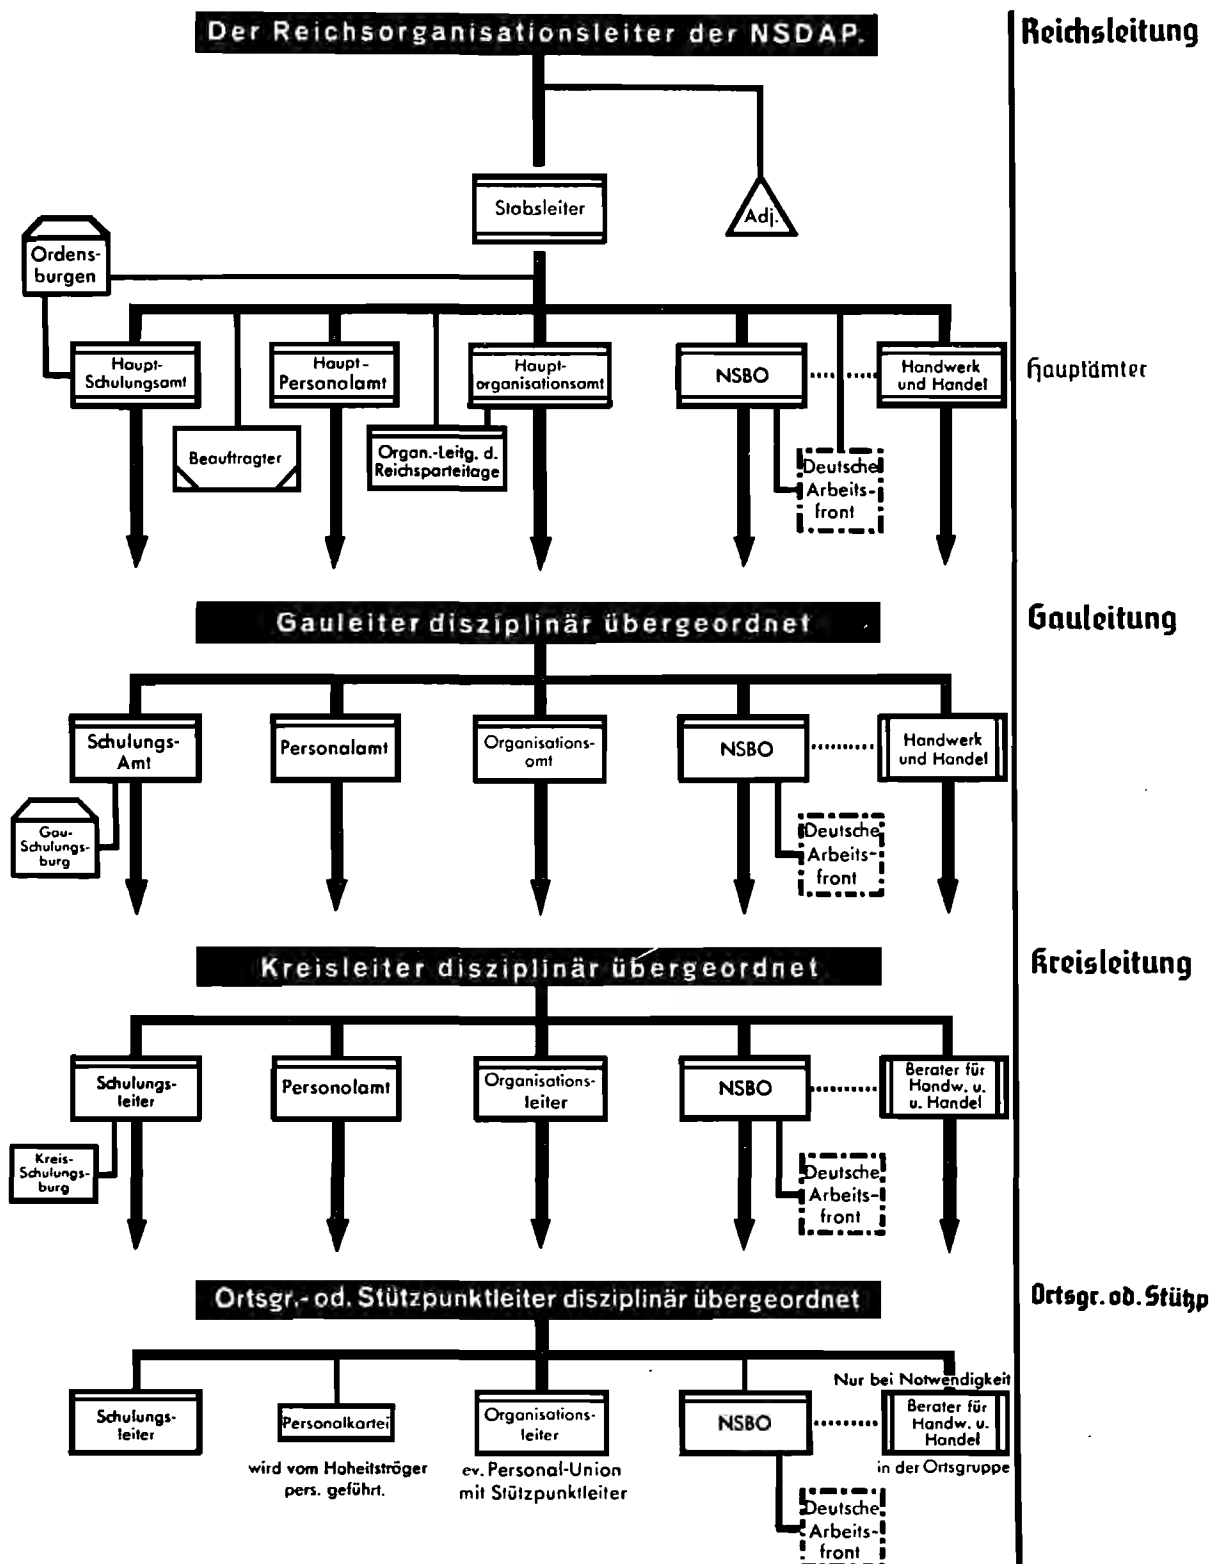 Der Reichsorganisationsleiter der NSDAP.
Reichsleitung
Stabsleiter
Adj.
Ordens-
burgen
Haupt-
Schulungsamt
Haupt-
Personalamt
Haupt-
organisationsamt
NSBO
Handwerk
und Handel
Hauptämter
Beauftragter
Organ.-Leitg. d.
Reichsparteitage
Deutsche
Arbeits-
front
Gauleiter disziplinär übergeordnet
Gauleitung
Schulungs-
Amt
Personalamt
Organisations-
amt
NSBO
Handwerk
und Handel
Gau-
Schulungs-
burg
Deutsche
Arbeits-
front
Kreisleiter disziplinär übergeordnet
Kreisleitung
Schulungs-
leiter
Personalamt
Organisations-
leiter
NSBO
Berater für
Handw. u.
u. Handel
Kreis-
Schulungs-
burg
Deutsche
Arbeits-
front
Ortsgr.- od. Stützpunktleiter disziplinär übergeordnet
Ortsgr. od. Stützp
Schulungs-
leiter
Personalkartei
wird vom Hoheitsträger
pers. geführt.
Organisations-
leiter
ev. Personal-Union
mit Stützpunktleiter
NSBO
Nur bei Notwendigkeit
Berater für
Handw. u.
Handel
in der Ortsgruppe
Deutsche
Arbeits-
front